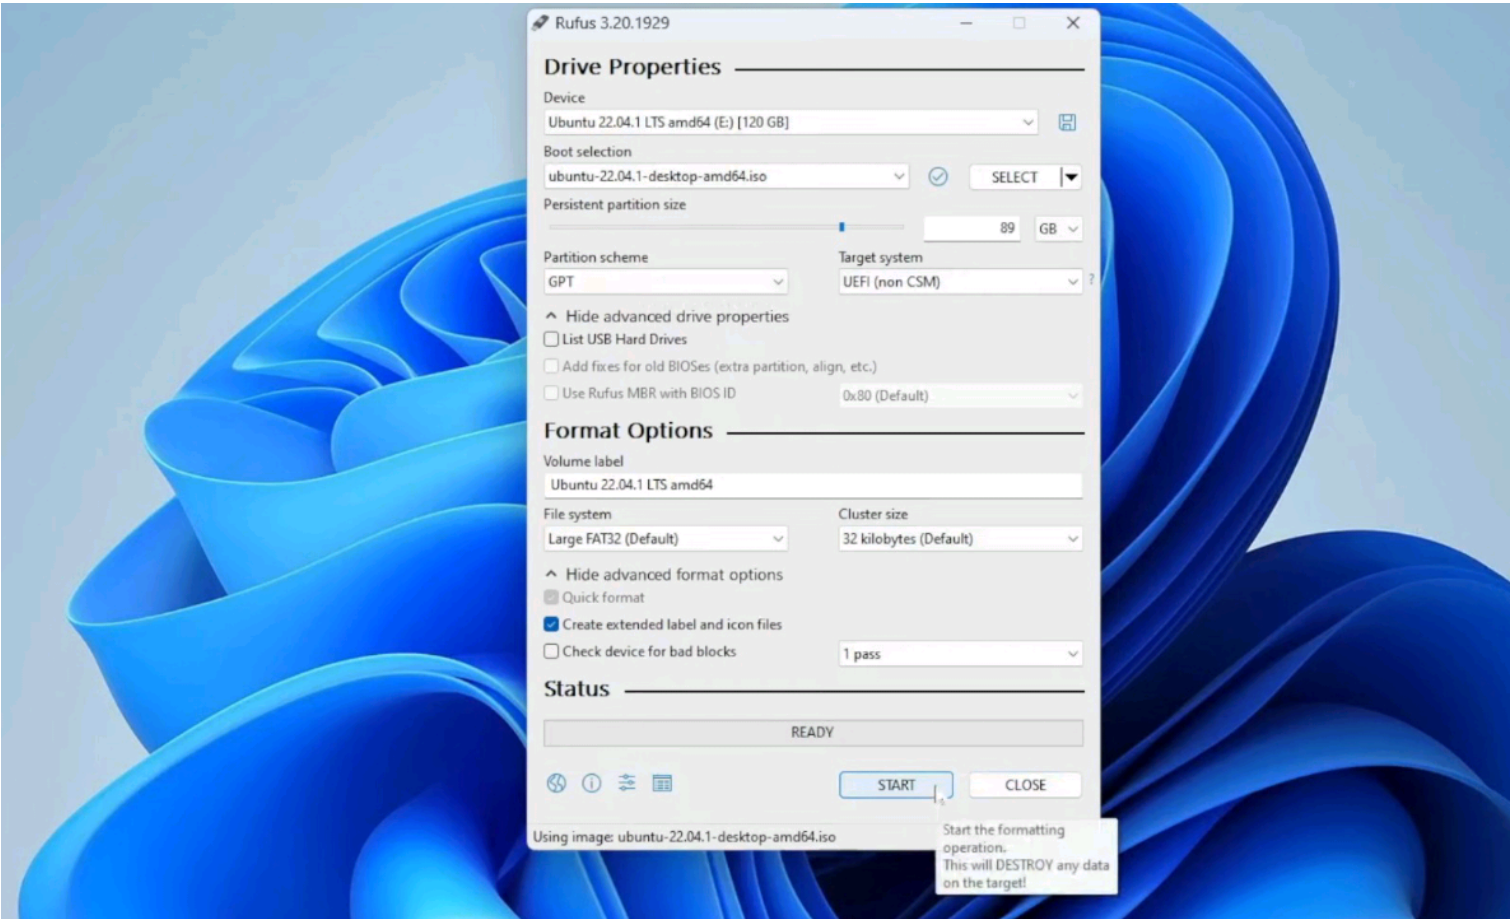 Rufus 3.20.1929
Drive Properties
Device
Ubuntu 22.04.1 LTS amd64 (E:) [120 GB]
Boot selection
ubuntu-22.04.1-desktop-amd64.iso
SELECT
Persistent partition size
89 GB
Partition scheme Target system
GPT UEFI (non CSM) ?
Hide advanced drive properties
List USB Hard Drives
Add fixes for old BIOSes (extra partition, align, etc.)
Use Rufus MBR with BIOS ID 0x80 (Default)
Format Options
Volume label
Ubuntu 22.04.1 LTS amd64
File system Cluster size
Large FAT32 (Default) 32 kilobytes (Default)
Hide advanced format options
Quick format
Create extended label and icon files
Check device for bad blocks 1 pass
Status
READY
START CLOSE
Using image: ubuntu-22.04.1-desktop-amd64.iso
Start the formatting
operation.
This will DESTROY any data
on the target!